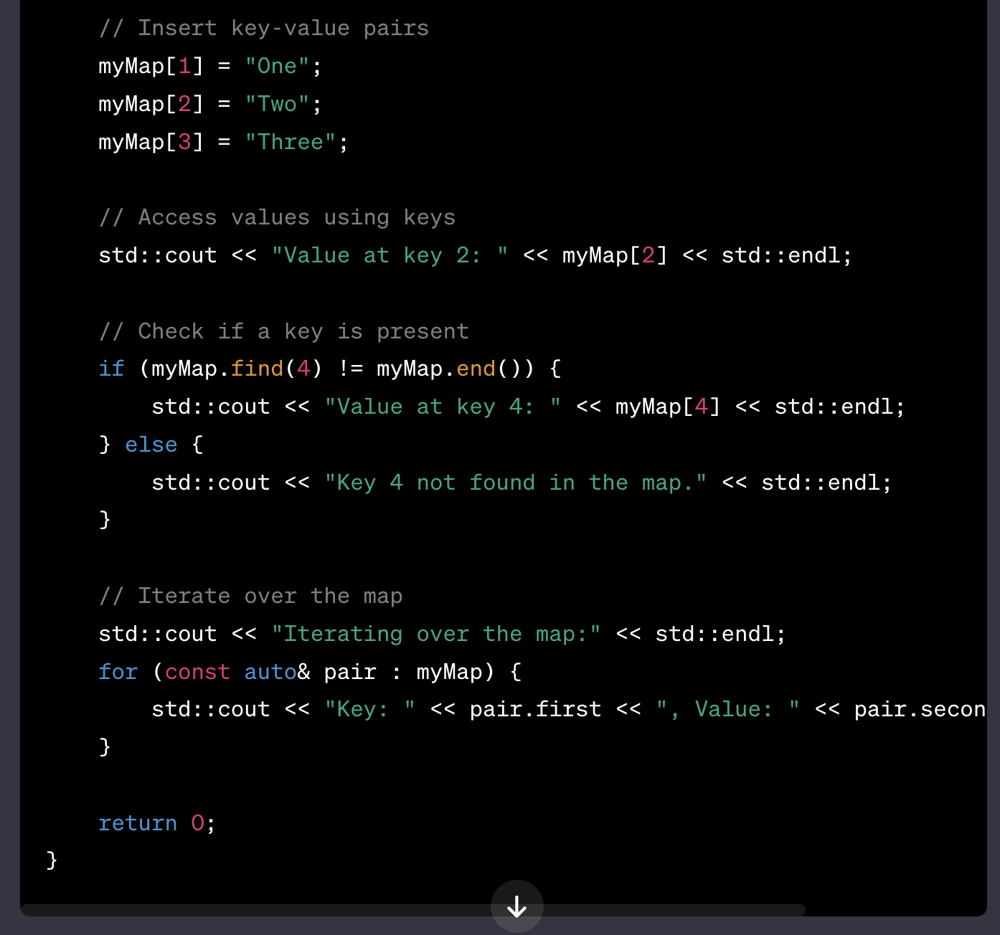 // Insert key-value pairs
myMap[1] = "One";
myMap[2] = "Two";
myMap[3] = "Three";
// Access values using keys
std::cout << "Value at key 2: " << myMap[2] << std::endl;
// Check if a key is present
if (myMap.find(4) != myMap.end()) {
std::cout << "Value at key 4: " << myMap[4] << std::endl;
} else {
std::cout << "Key 4 not found in the map." << std::endl;
}
// Iterate over the map
std::cout << "Iterating over the map:" << std::endl;
for (const auto& pair : myMap) {
std::cout << "Key: " << pair.first << ", Value: " << pair.secon
}
return 0;
}